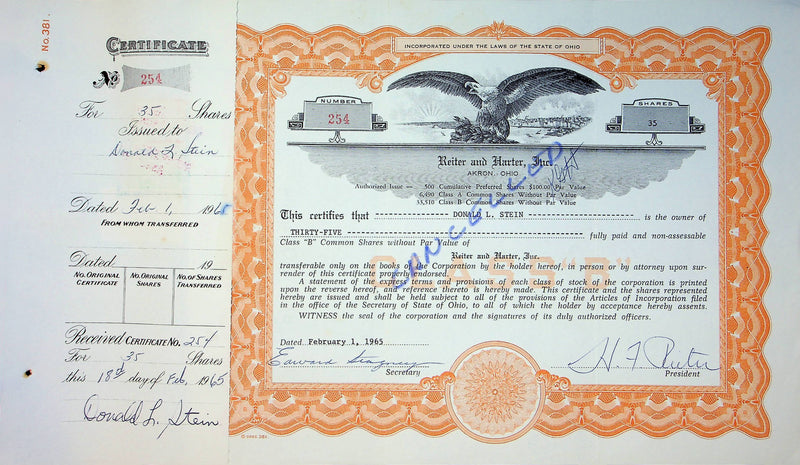 No. 381.
CERTIFICATE
No 254
For 35 Shares
Issued to
Donald L. Stein
Dated Feb 1, 1965
FROM WHOM TRANSFERRED
Dated 19
NO. ORIGINAL CERTIFICATE
NO. ORIGINAL SHARES
NO. OF SHARES TRANSFERRED
Received CERTIFICATE NO. 254
For 35 Shares
this 18th day of Feb, 1965
Donald L. Stein
INCORPORATED UNDER THE LAWS OF THE STATE OF OHIO
NUMBER
254
SHARES
35
Reiter and Harter, Inc.
AKRON, OHIO
Authorized Issue — 500 Cumulative Preferred Shares $100.00 Par Value
6,490 Class A Common Shares Without Par Value
33,510 Class B Common Shares Without Par Value
CANCELLED
This certifies that DONALD L. STEIN is the owner of
THIRTY-FIVE fully paid and non-assessable
Class "B" Common Shares without Par Value of
Reiter and Harter, Inc.
CLASS "B"
transferable only on the books of the Corporation by the holder hereof, in person or by attorney upon sur-
render of this certificate properly endorsed.
A statement of the express terms and provisions of each class of stock of the corporation is printed
upon the reverse hereof, and reference thereto is hereby made. This certificate and the shares represented
hereby are issued and shall be held subject to all of the provisions of the Articles of Incorporation filed
in the office of the Secretary of State of Ohio, to all of which the holder by acceptance hereby assents.
WITNESS the seal of the corporation and the signatures of its duly authorized officers.
Dated February 1, 1965
Edward
Secretary
H F Reiter
President